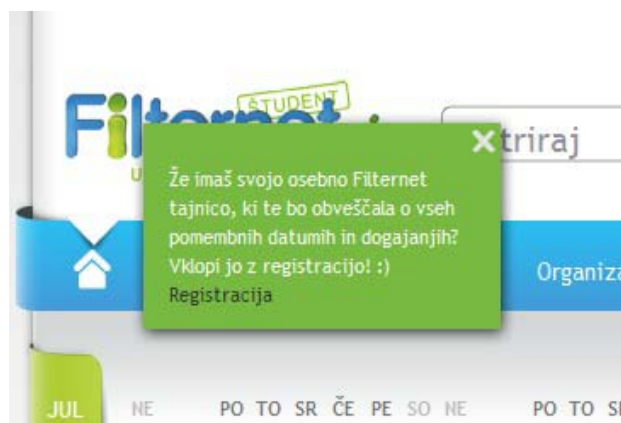 ŠTUDENT
Filternet
triraj
Že imaš svojo osebno Filternet
tajnico, ki te bo obveščala o vseh
pomembnih datumih in dogajanjih?
Vklopi jo z registracijo! :)
Registracija
Organiza
JUL NE PO TO SR ČE PE SO NE PO TO